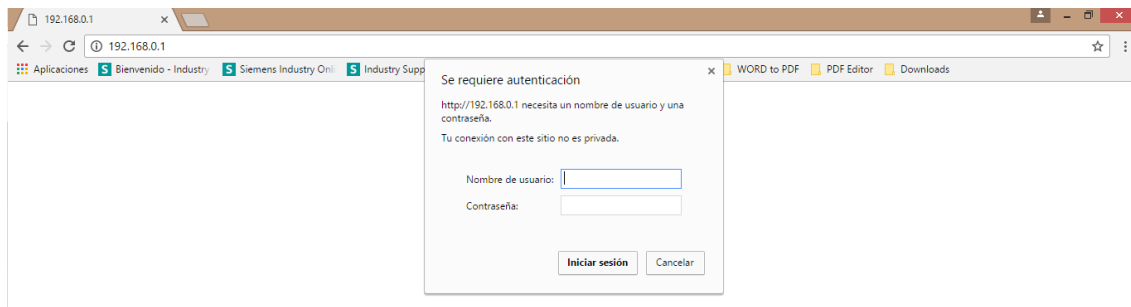 192.168.0.1
192.168.0.1
Aplicaciones Bienvenido - Industry Siemens Industry Onli Industry Supp WORD to PDF PDF Editor Downloads
Se requiere autenticación
http://192.168.0.1 necesita un nombre de usuario y una
contraseña.
Tu conexión con este sitio no es privada.
Nombre de usuario:
Contraseña:
Iniciar sesión Cancelar